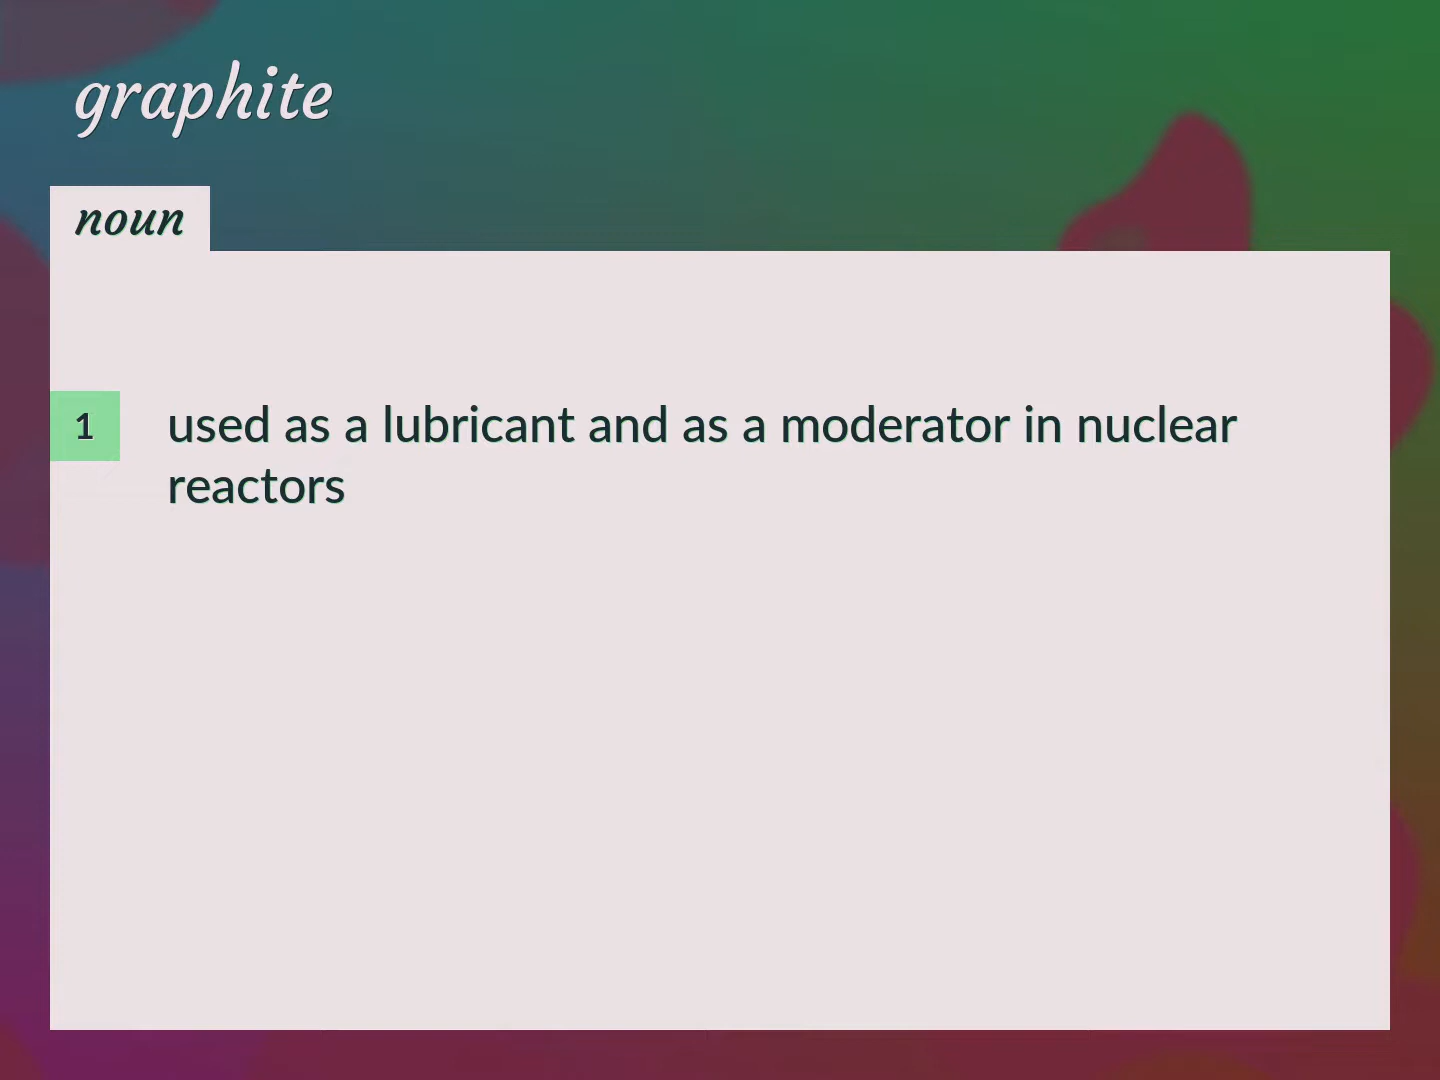 graphite
noun
1 used as a lubricant and as a moderator in nuclear
reactors